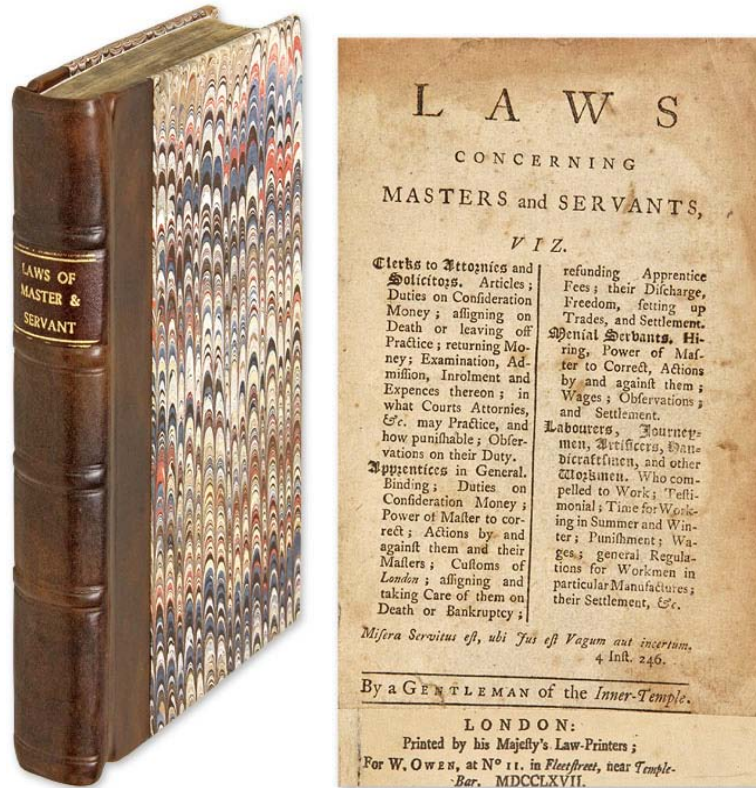 LAWS OF
MASTER &
SERVANT
LAWS
CONCERNING
MASTERS and SERVANTS,
VIZ.
Clerks to Attornies and
Solicitors. Articles;
Duties on Conſideration
Money; aſſigning on
Death or leaving off
Practice; returning Mo-
ney; Examination, Ad-
miſſion, Inrolment and
Expences thereon; in
what Courts Attornies,
&c. may Practice, and
how puniſhable; Obſer-
vations on their Duty.
Apprentices in General.
Binding; Duties on
Conſideration Money;
Power of Maſter to cor-
rect; Actions by and
againſt them and their
Maſters; Cuſtoms of
London; aſſigning and
taking Care of them on
Death or Bankruptcy;
refunding Apprentice
Fees; their Diſcharge,
Freedom, ſetting up
Trades, and Settlement.
Menial Servants. Hi-
ring, Power of Maſ-
ter to Correct, Actions
by and againſt them;
Wages; Obſervations;
and Settlement.
Labourers, Journey-
men, Artificers, Han-
dicraftſmen, and other
Workmen. Who com-
pelled to Work; Teſti-
monial; Time for Work-
ing in Summer and Win-
ter; Puniſhment; Wa-
ges; general Regula-
tions for Workmen in
particular Manufactures;
their Settlement, &c.
Miſera Servitus eſt, ubi Jus eſt Vagum aut incertum.
4 Inſt. 246.
By a GENTLEMAN of the Inner-Temple.
LONDON:
Printed by his Majeſty's Law-Printers;
For W. OWEN, at No 11. in Fleetſtreet, near Temple-
Bar. MDCCLXVII.